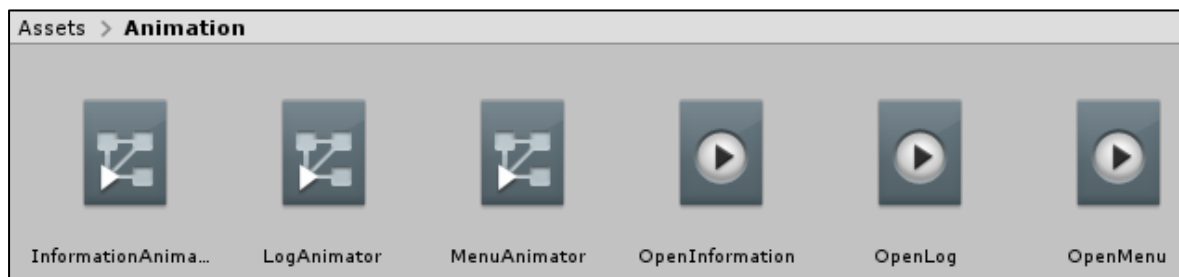 Assets > Animation
InformationAnima...
LogAnimator
MenuAnimator
OpenInformation
OpenLog
OpenMenu